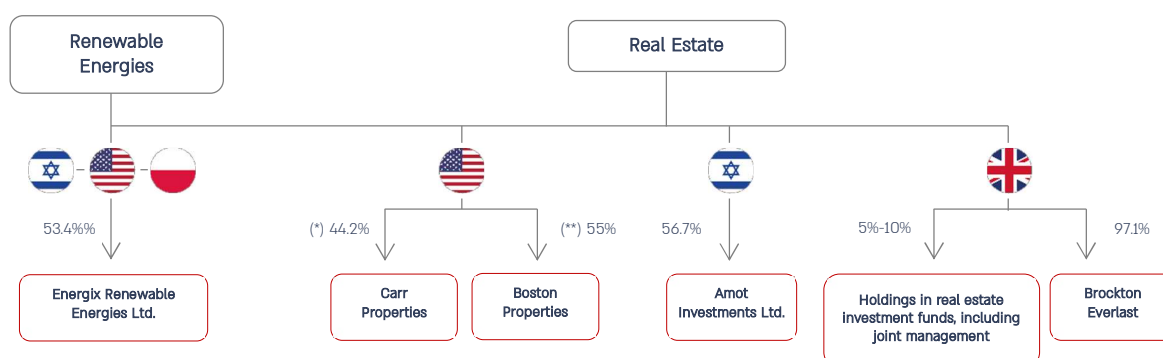 Renewable
Energies
Real Estate
53.4%%
(*) 44.2%
(**) 55%
56.7%
5%-10%
97.1%
Energix Renewable
Energies Ltd.
Carr
Properties
Boston
Properties
Amot
Investments Ltd.
Holdings in real estate
investment funds, including
joint management
Brockton
Everlast